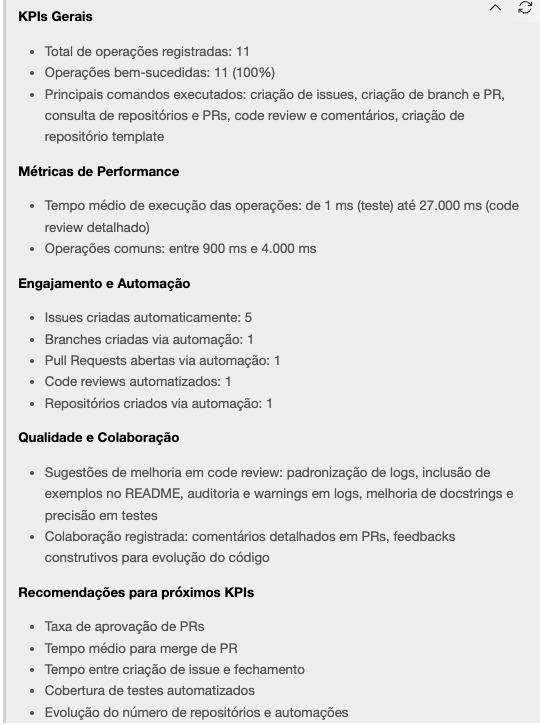 KPIs Gerais
• Total de operações registradas: 11
• Operações bem-sucedidas: 11 (100%)
• Principais comandos executados: criação de issues, criação de branch e PR,
consulta de repositórios e PRs, code review e comentários, criação de
repositório template
Métricas de Performance
• Tempo médio de execução das operações: de 1 ms (teste) até 27.000 ms (code
review detalhado)
• Operações comuns: entre 900 ms e 4.000 ms
Engajamento e Automação
• Issues criadas automaticamente: 5
• Branches criadas via automação: 1
• Pull Requests abertas via automação: 1
• Code reviews automatizados: 1
• Repositórios criados via automação: 1
Qualidade e Colaboração
• Sugestões de melhoria em code review: padronização de logs, inclusão de
exemplos no README, auditoria e warnings em logs, melhoria de docstrings e
precisão em testes
• Colaboração registrada: comentários detalhados em PRs, feedbacks
construtivos para evolução do código
Recomendações para próximos KPIs
• Taxa de aprovação de PRs
• Tempo médio para merge de PR
• Tempo entre criação de issue e fechamento
• Cobertura de testes automatizados
• Evolução do número de repositórios e automações